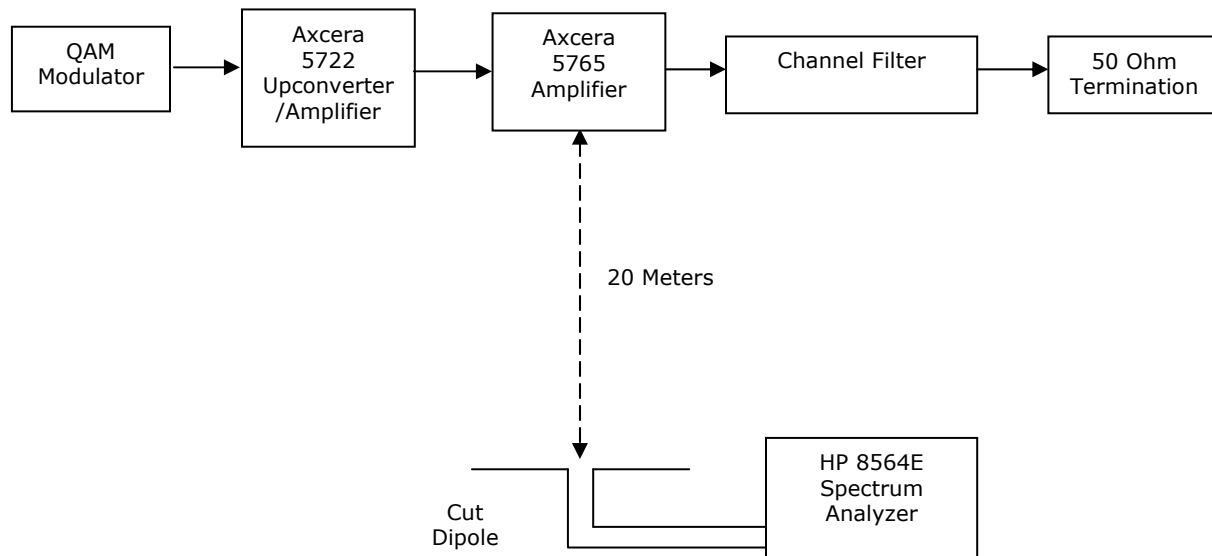 QAM
Modulator
Axcera
5722
Upconverter
/Amplifier
Axcera
5765
Amplifier
Channel Filter
50 Ohm
Termination
20 Meters
Cut
Dipole
HP 8564E
Spectrum
Analyzer